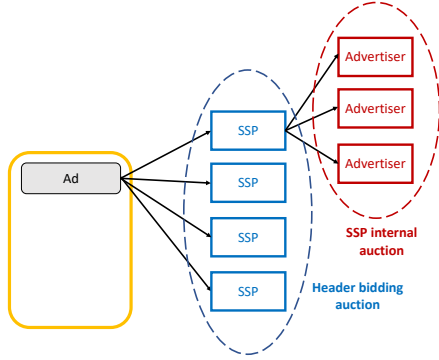 Advertiser
Advertiser
Advertiser
SSP
SSP
SSP
SSP
Ad
SSP internal
auction
Header bidding
auction